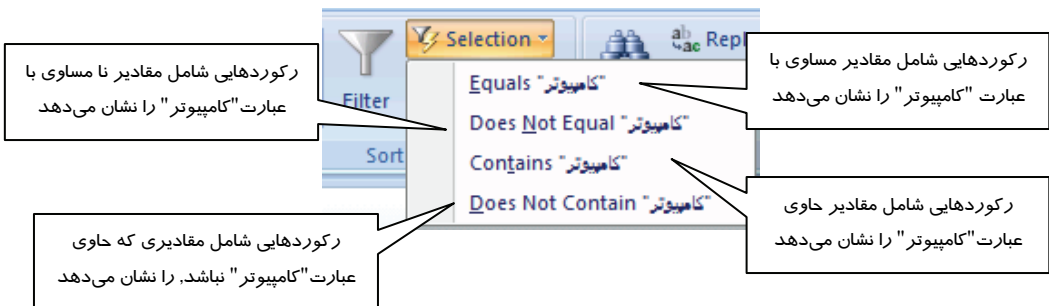 Selection
ab
ac Repl
Filter
Sort
Equals "کامپیوتر"
Does Not Equal "کامپیوتر"
Contains "کامپیوتر"
Does Not Contain "کامپیوتر"
رکوردهایی شامل مقادیر نا مساوی با
عبارت"کامپیوتر" را نشان می‌دهد
رکوردهایی شامل مقادیر مساوی با
عبارت "کامپیوتر" را نشان می‌دهد
رکوردهایی شامل مقادیر حاوی
عبارت"کامپیوتر" را نشان می‌دهد
رکوردهایی شامل مقادیری که حاوی
عبارت"کامپیوتر" نباشد, را نشان می‌دهد